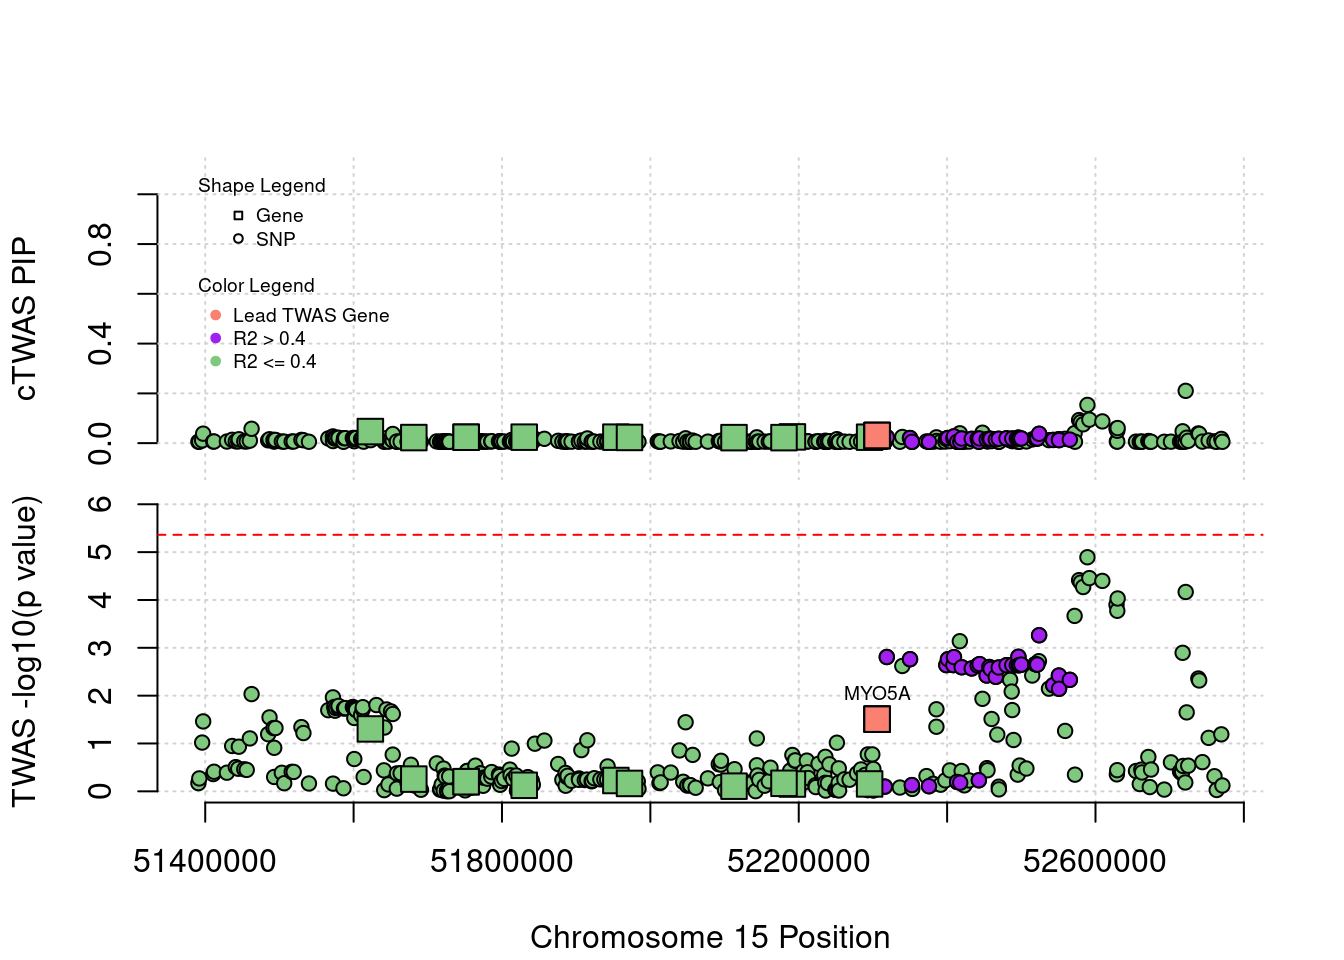 Shape Legend
Gene
SNP
Color Legend
Lead TWAS Gene
R2 > 0.4
R2 <= 0.4
cTWAS PIP
0.8
0.4
0.0
TWAS -log10(p value)
6
5
4
3
2
1
0
MYO5A
51400000 51800000 52200000 52600000
Chromosome 15 Position